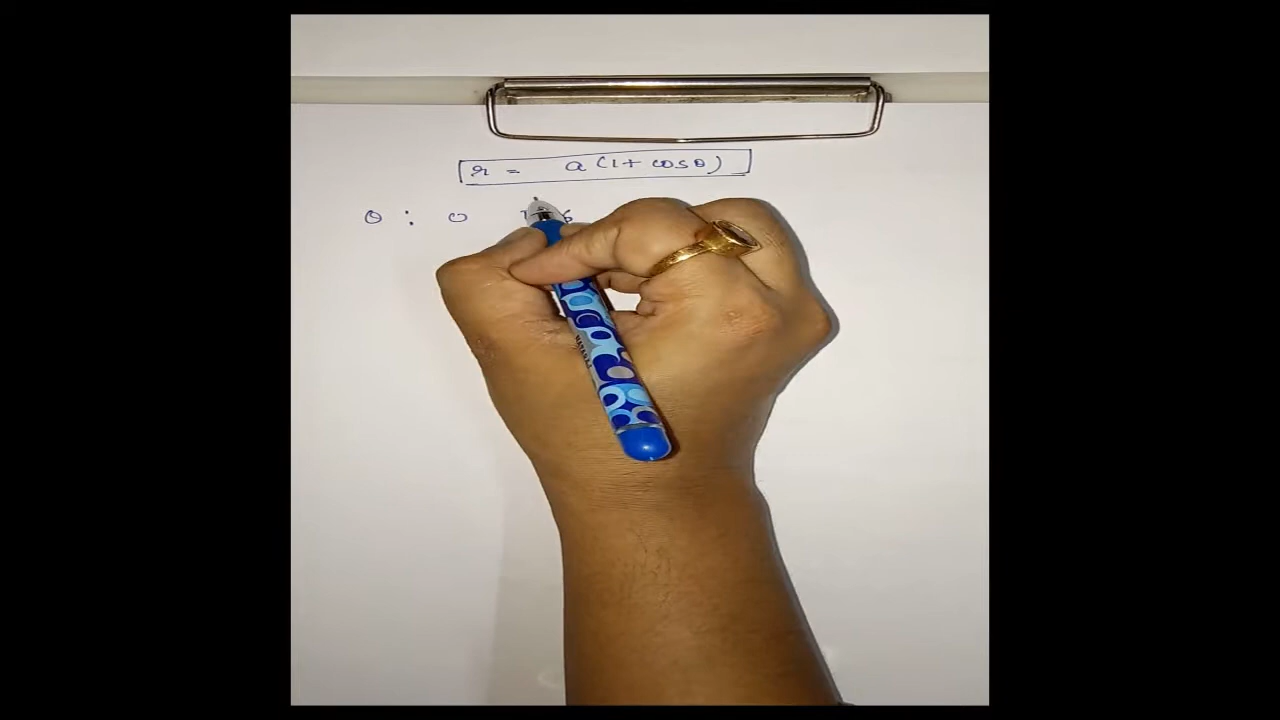 r = a(1+cosθ)
θ : 0